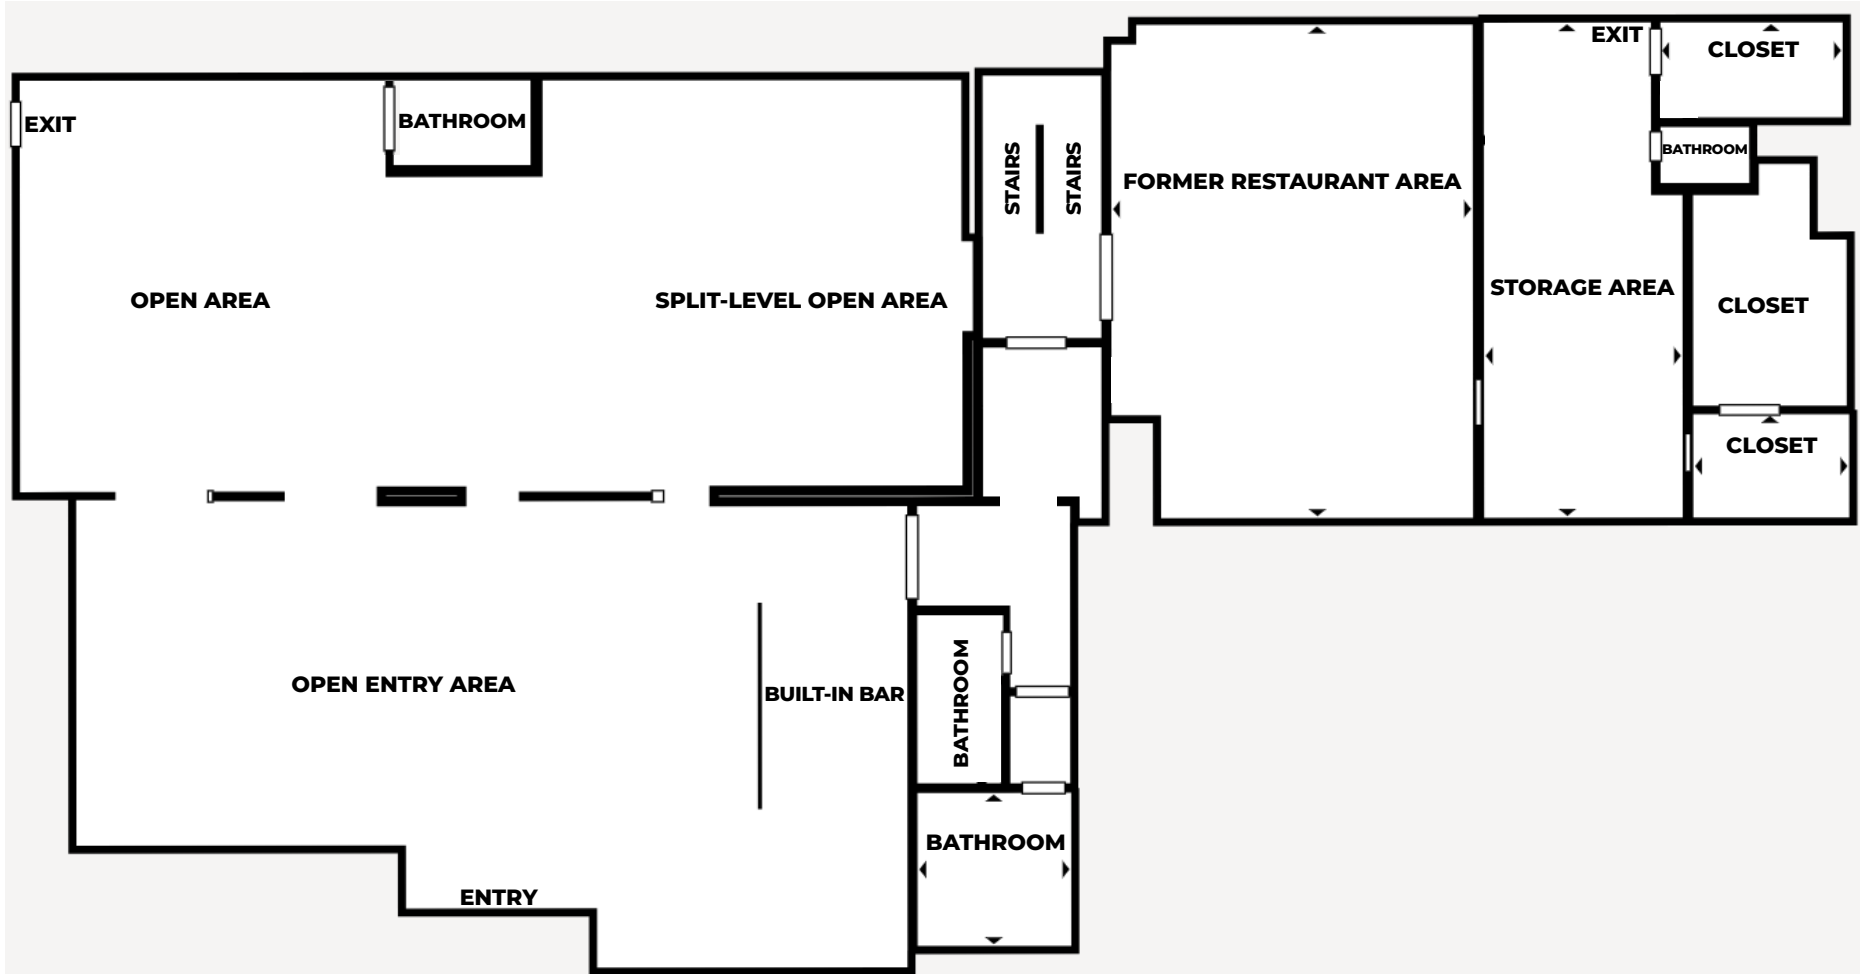 EXIT
CLOSET
EXIT
BATHROOM
BATHROOM
STAIRS
STAIRS
FORMER RESTAURANT AREA
STORAGE AREA
OPEN AREA
SPLIT-LEVEL OPEN AREA
CLOSET
CLOSET
OPEN ENTRY AREA
BUILT-IN BAR
BATHROOM
BATHROOM
ENTRY